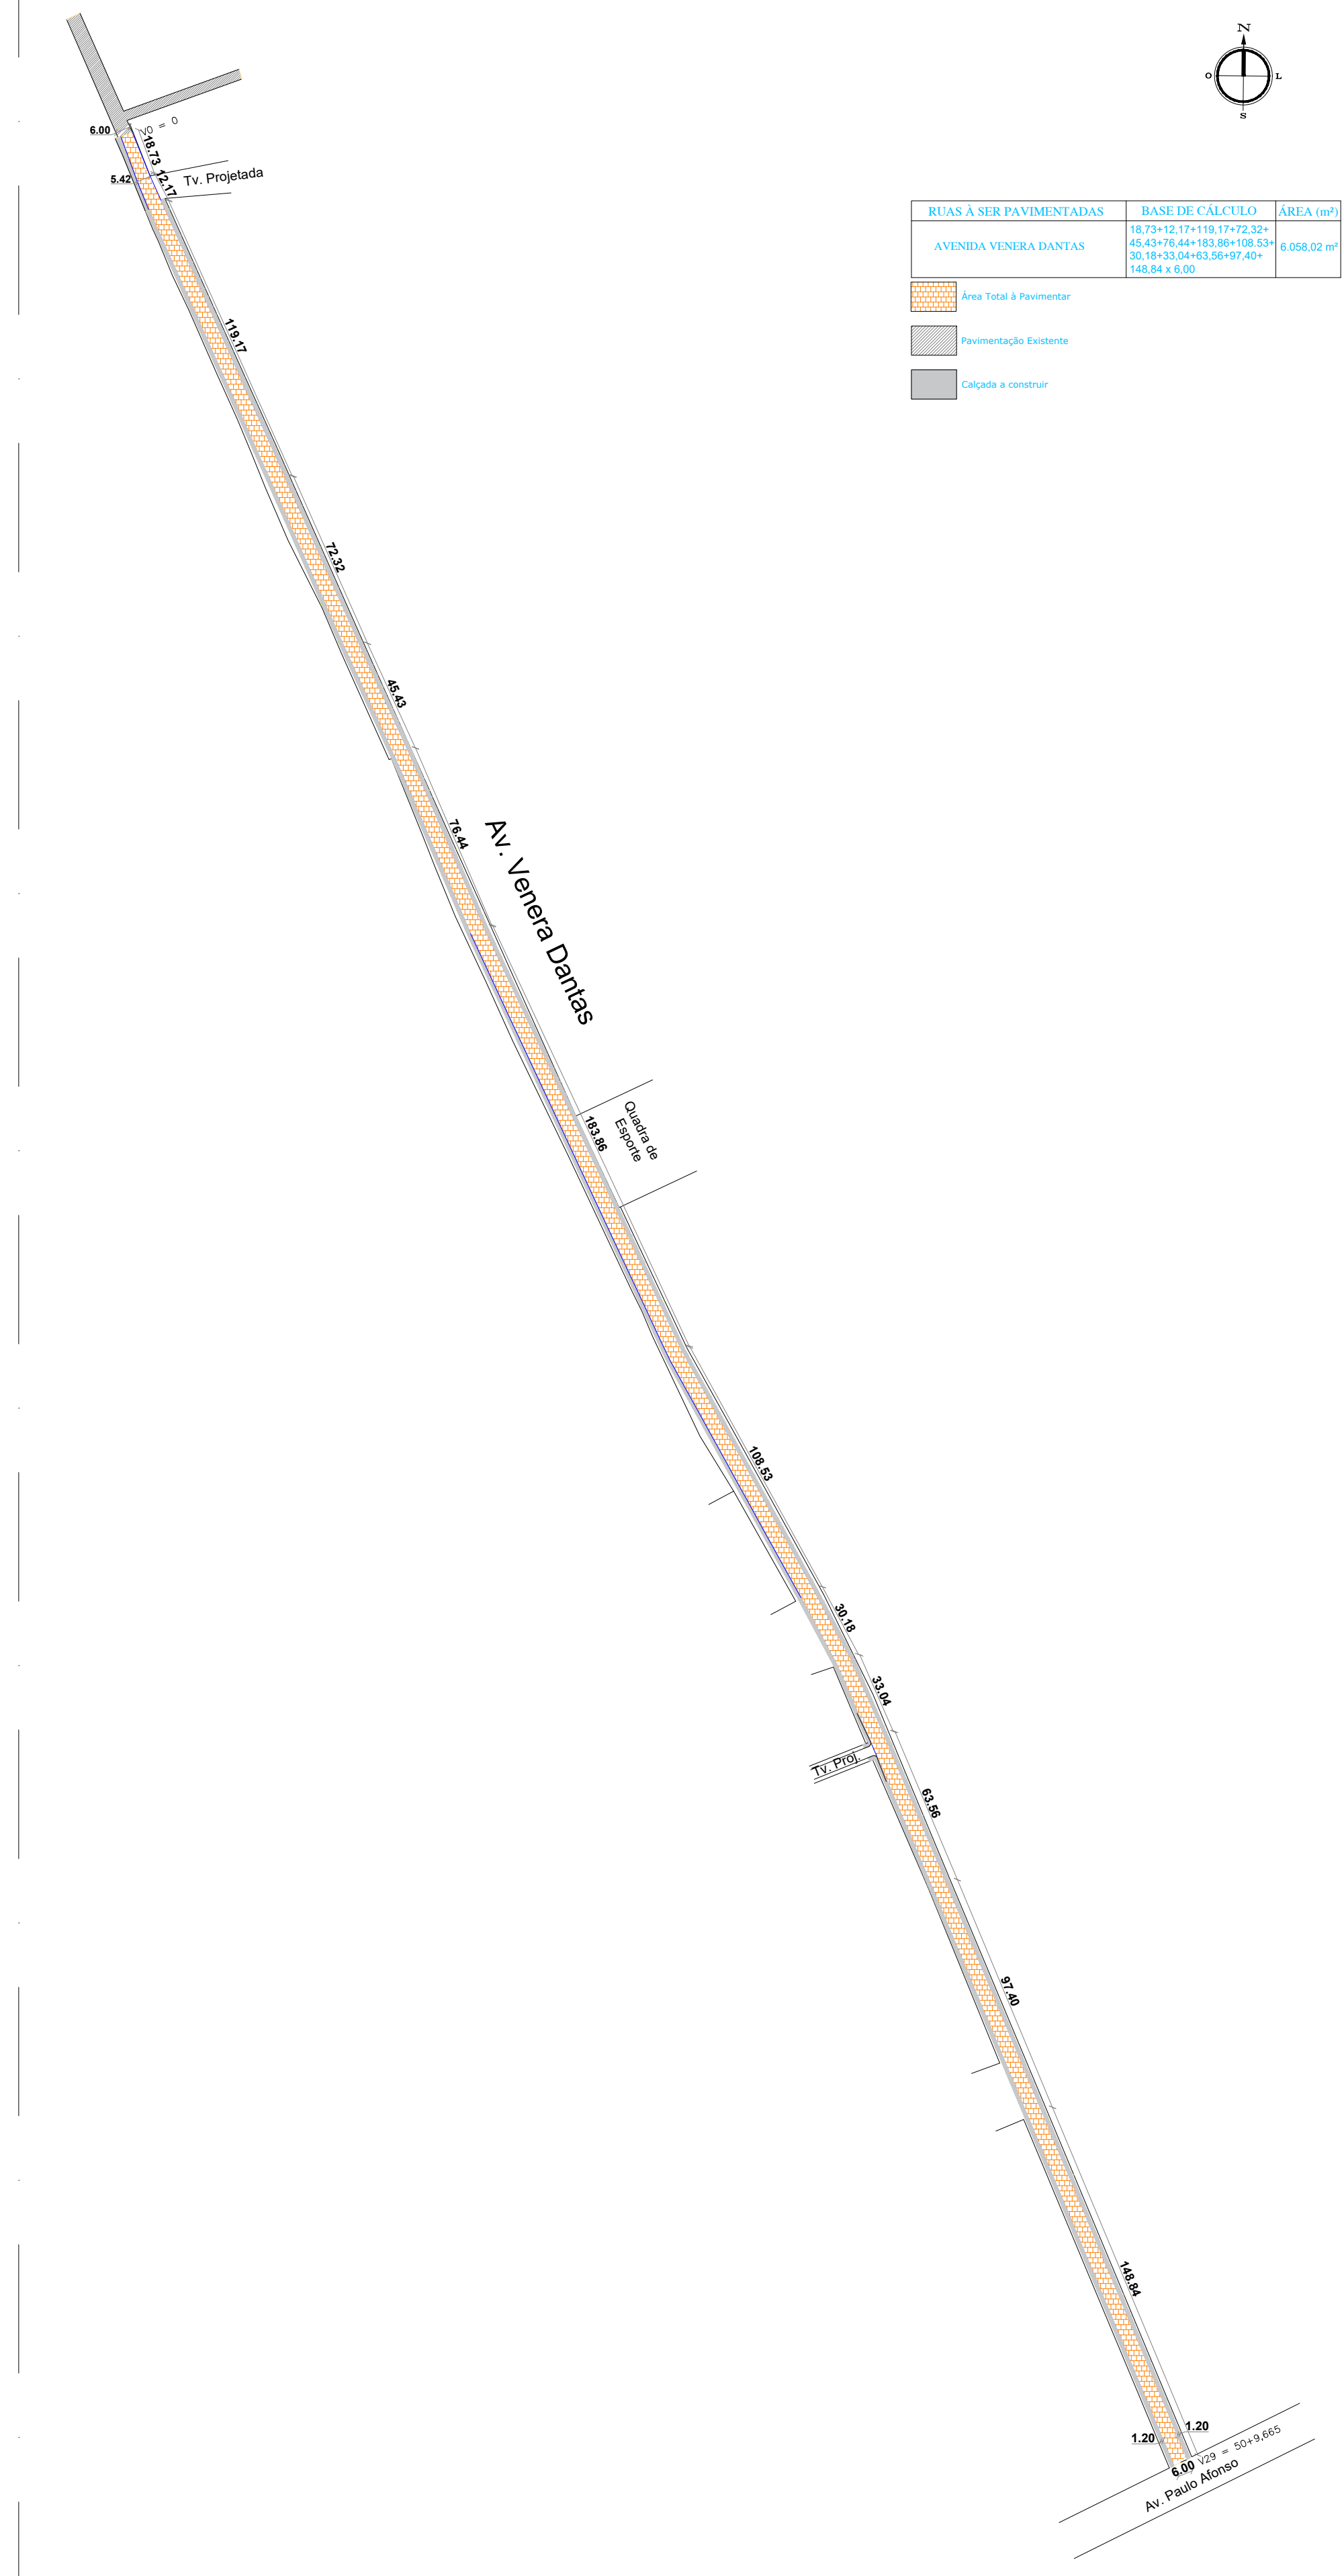 N
O
L
S
6.00
V0 = 0
18.73
12.17
5.42
Tv. Projetada
RUAS À SER PAVIMENTADAS
BASE DE CÁLCULO
ÁREA (m²)
AVENIDA VENERA DANTAS
18,73+12,17+119,17+72,32+
45,43+76,44+183,86+108.53+
30,18+33,04+63,56+97,40+
148,84 x 6,00
6.058,02 m²
Área Total à Pavimentar
Pavimentação Existente
Calçada a construir
119.17
72.32
45.43
76.44
Av. Venera Dantas
183.86
Quadra de
Esporte
108.53
30.18
33.04
Tv. Proj.
63.56
97.40
148.84
1.20
1.20
6.00
V29 = 50+9,665
Av. Paulo Afonso